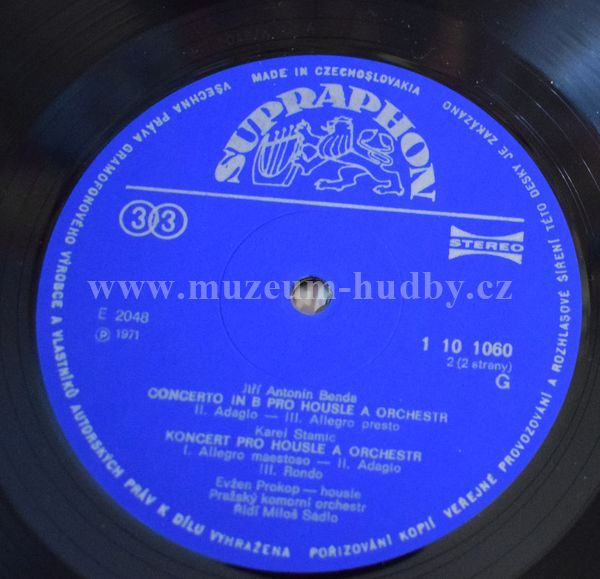 VŠECHNA PRÁVA GRAMOFONOVÉHO VÝROBCE A VLASTNÍKŮ AUTORSKÝCH PRÁV K DÍLU VYHRAŽENA
MADE IN CZECHOSLOVAKIA
POŘIZOVÁNÍ KOPIÍ VEŘEJNÉ PROVOZOVÁNÍ A ROZHLASOVÉ ŠÍŘENÍ TÉTO DESKY JE ZAKÁZÁNO
SUPRAPHON
33
STEREO
www.muzeum-hudby.cz
E 2048
Ⓟ 1971
1 10 1060
2 (2 strany)
G
Jiří Antonín Benda
CONCERTO IN B PRO HOUSLE A ORCHESTR
II. Adagio — III. Allegro presto
Karel Stamic
KONCERT PRO HOUSLE A ORCHESTR
I. Allegro maestoso — II. Adagio
III. Rondo
Evžen Prokop — housle
Pražský komorní orchestr
Řídí Miloš Sádlo